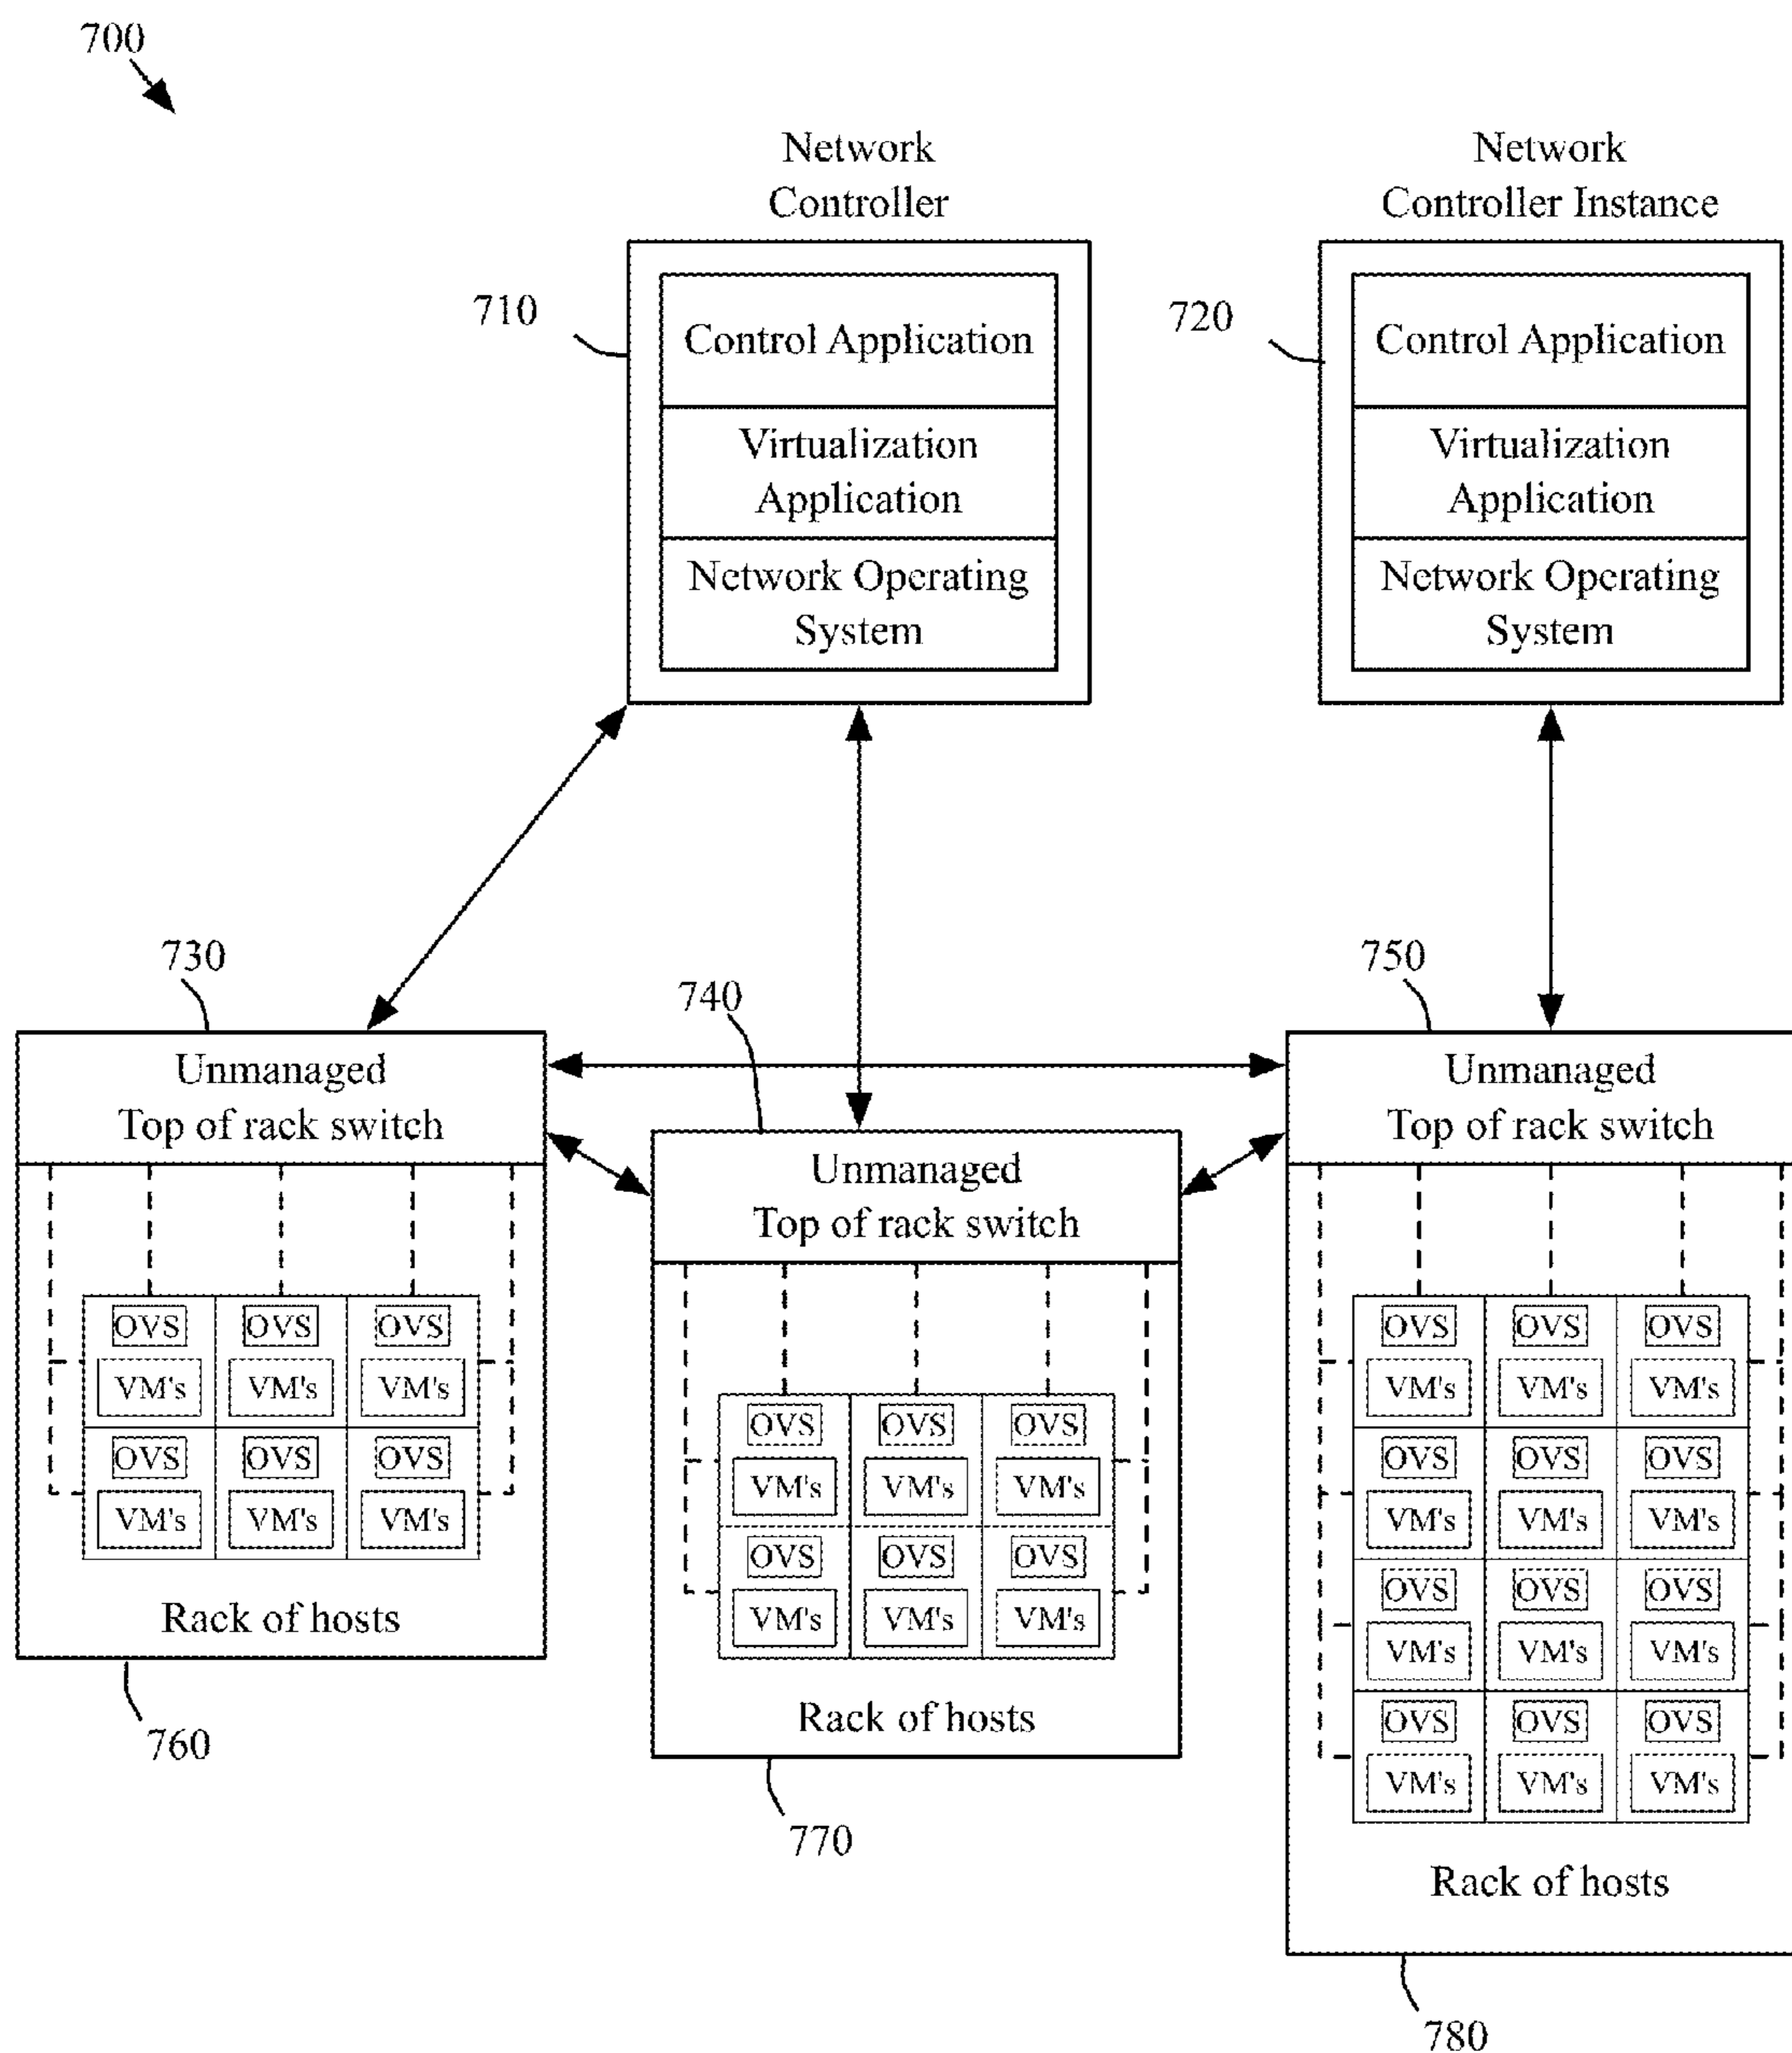 700
Network
Controller
Network
Controller Instance
710
Control Application
Virtualization
Application
Network Operating
System
720
Control Application
Virtualization
Application
Network Operating
System
730
Unmanaged
Top of rack switch
OVS OVS OVS
VM's VM's VM's
OVS OVS OVS
VM's VM's VM's
Rack of hosts
760
740
Unmanaged
Top of rack switch
OVS OVS OVS
VM's VM's VM's
OVS OVS OVS
VM's VM's VM's
Rack of hosts
770
750
Unmanaged
Top of rack switch
OVS OVS OVS
VM's VM's VM's
OVS OVS OVS
VM's VM's VM's
OVS OVS OVS
VM's VM's VM's
OVS OVS OVS
VM's VM's VM's
Rack of hosts
780